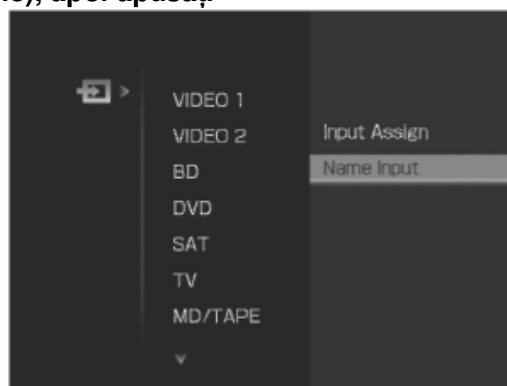 VIDEO 1
VIDEO 2
BD
DVD
SAT
TV
MD/TAPE
Input Assign
Name Input